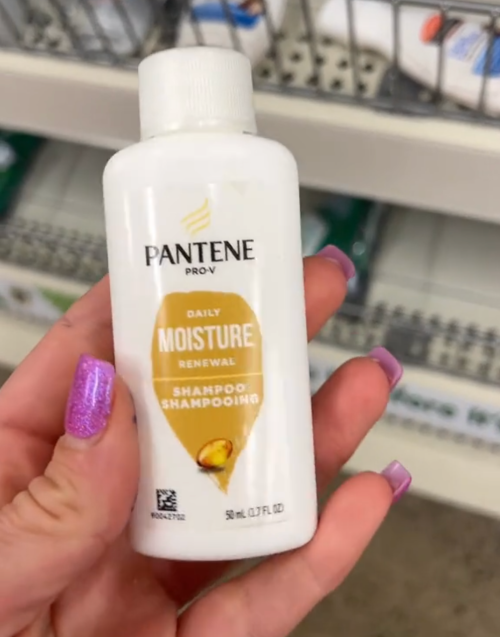 PANTENE
PRO-V
DAILY
MOISTURE
RENEWAL
SHAMPOO
SHAMPOOING
50 mL (1.7 FL OZ)